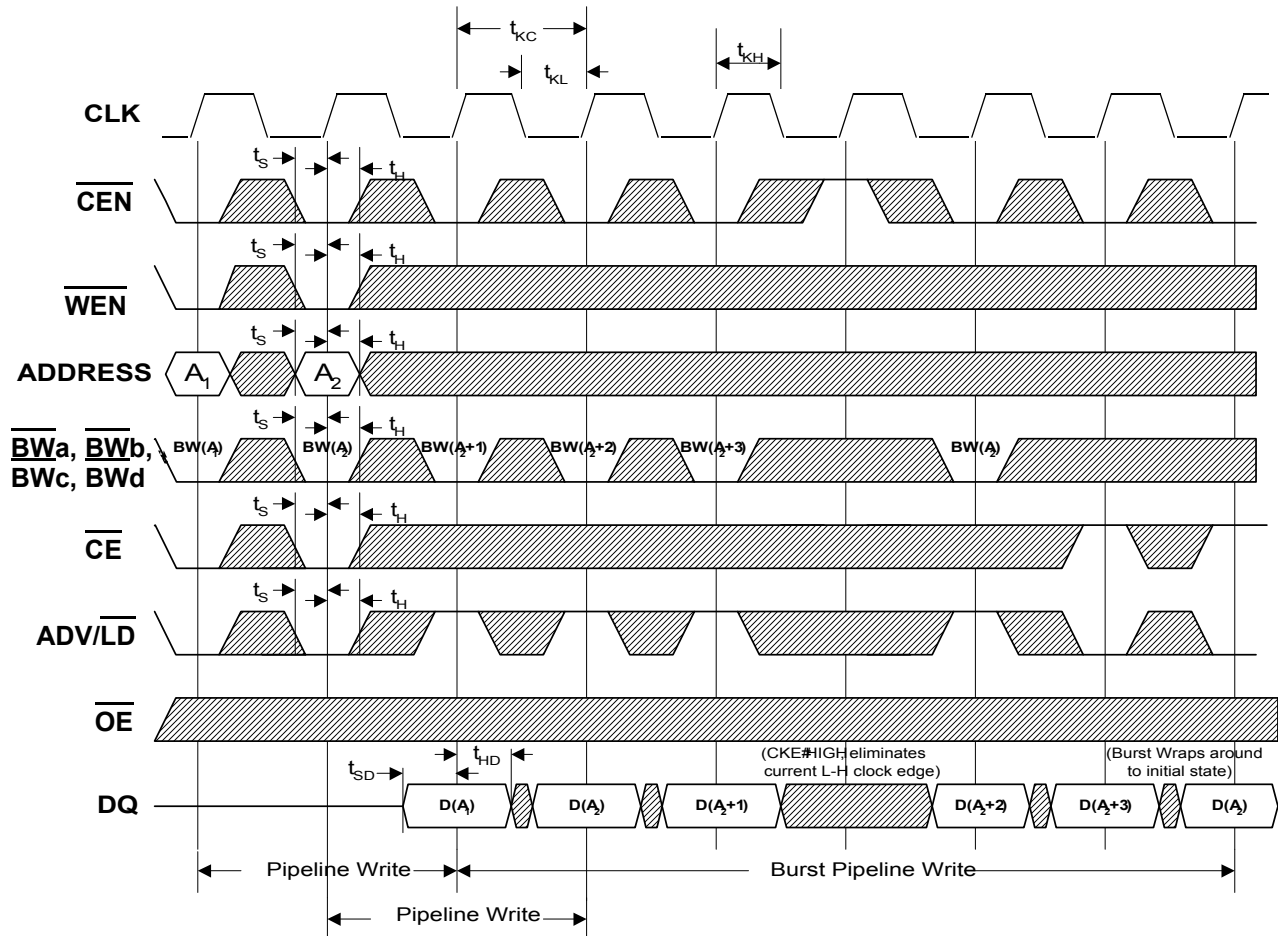 tKC
tKL
tKH
CLK
tS
tH
CEN
tS
tH
WEN
tS
tH
ADDRESS
A1
A2
tS
tH
BWa, BWb,
BWc, BWd
BW(A1)
BW(A2)
BW(A2+1)
BW(A2+2)
BW(A2+3)
BW(A2)
tS
tH
CE
tS
tH
ADV/LD
OE
tHD
(CKE#HIGH, eliminates
current L-H clock edge)
(Burst Wraps around
to initial state)
tSD
DQ
D(A1)
D(A2)
D(A2+1)
D(A2+2)
D(A2+3)
D(A2)
Pipeline Write
Burst Pipeline Write
Pipeline Write